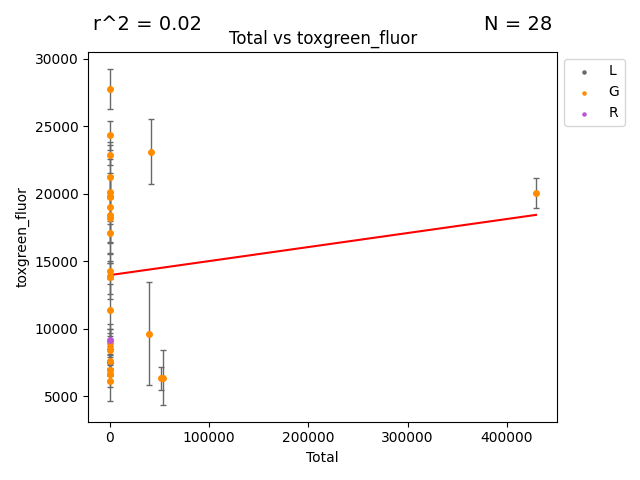 r^2 = 0.02
N = 28
Total vs toxgreen_fluor
30000
25000
20000
15000
10000
5000
toxgreen_fluor
0
100000
200000
300000
400000
Total
L
G
R